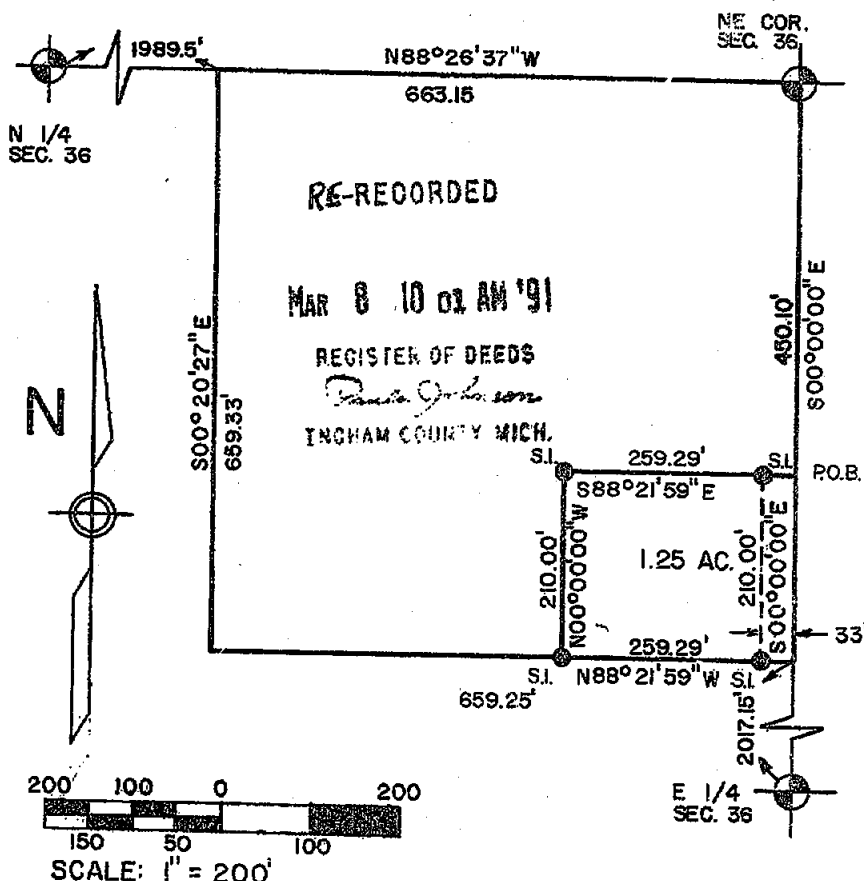 NE COR.
SEC. 36
1989.5'
N88°26'37"W
663.15
N 1/4
SEC. 36
RE-RECORDED
MAR 8 10 01 AM '91
REGISTER OF DEEDS
INGHAM COUNTY MICH.
S00°20'27"E
659.33'
450.10'
S00°00'00"E
N
S.I.
259.29'
S.I.
P.O.B.
S88°21'59"E
210.00'
N00°00'00"W
1.25 AC.
210.00'
S00°00'00"E
33'
259.29'
S.I.
N88°21'59"W
S.I.
659.25'
2017.15'
E 1/4
SEC. 36
200 100 0 200
150 50 100
SCALE: 1" = 200'